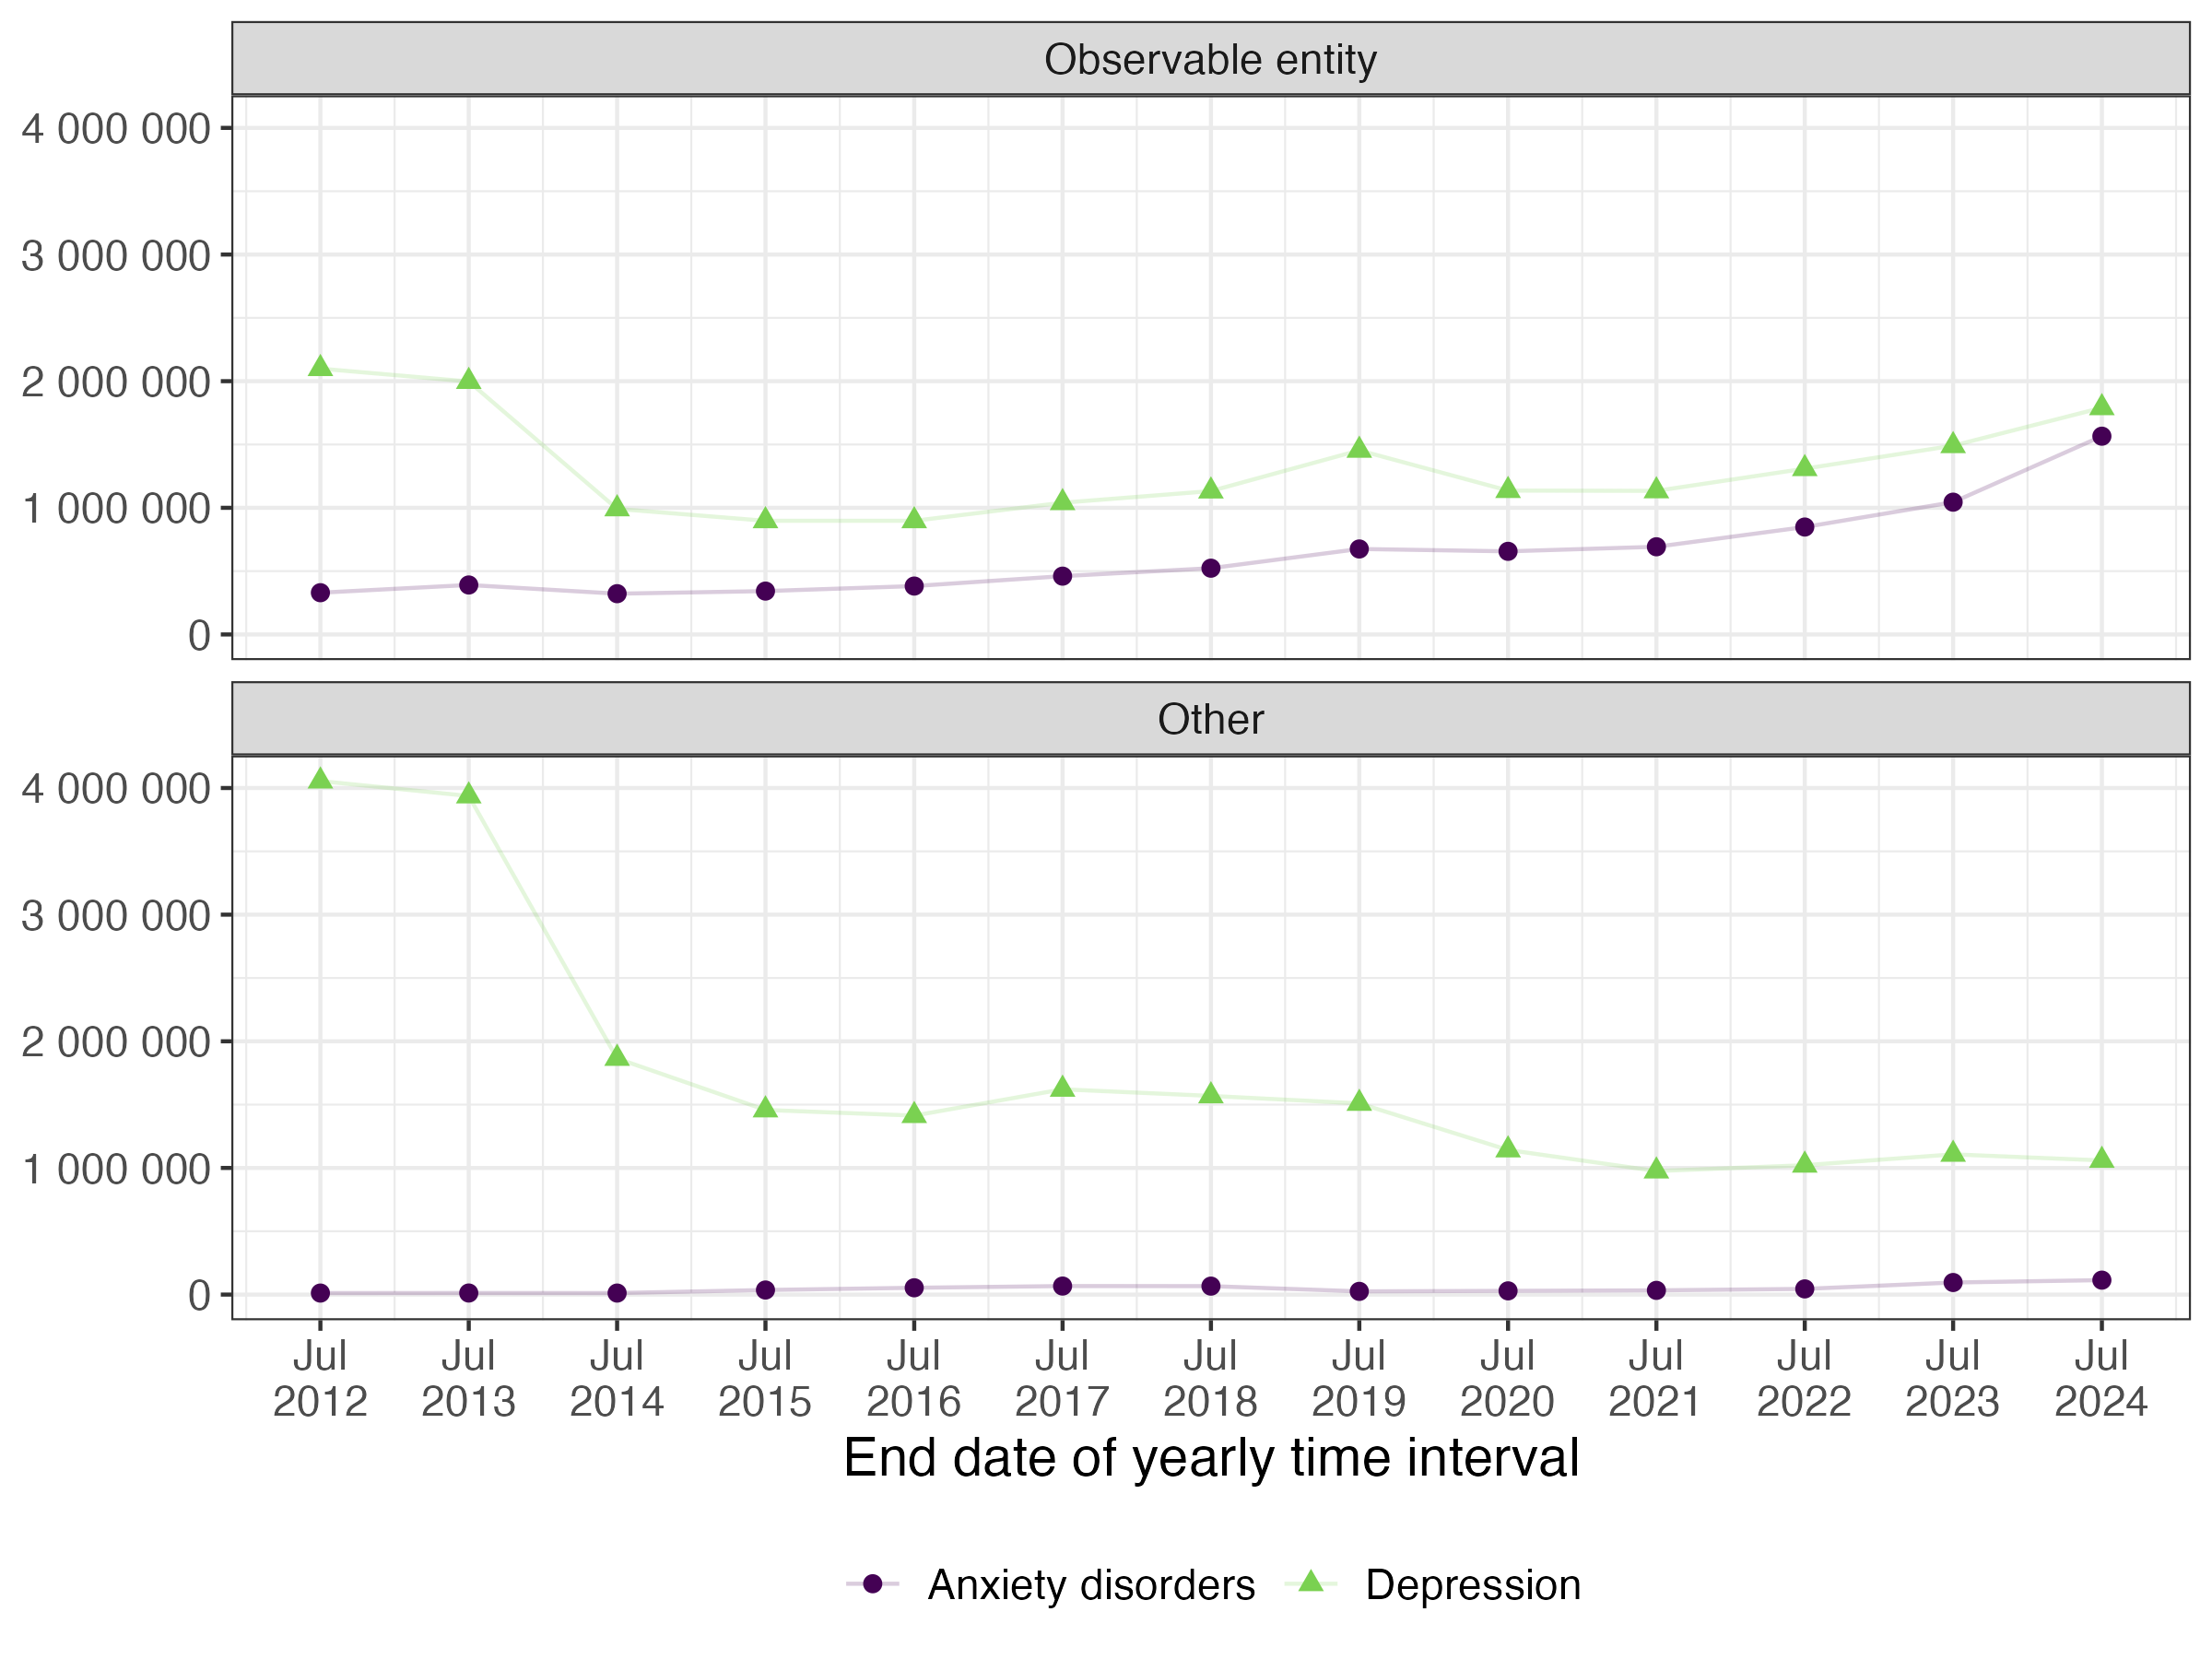 Observable entity
4 000 000
3 000 000
2 000 000
1 000 000
0
Other
4 000 000
3 000 000
2 000 000
1 000 000
0
Jul Jul Jul Jul Jul Jul Jul Jul Jul Jul Jul Jul Jul
2012 2013 2014 2015 2016 2017 2018 2019 2020 2021 2022 2023 2024
End date of yearly time interval
Anxiety disorders Depression